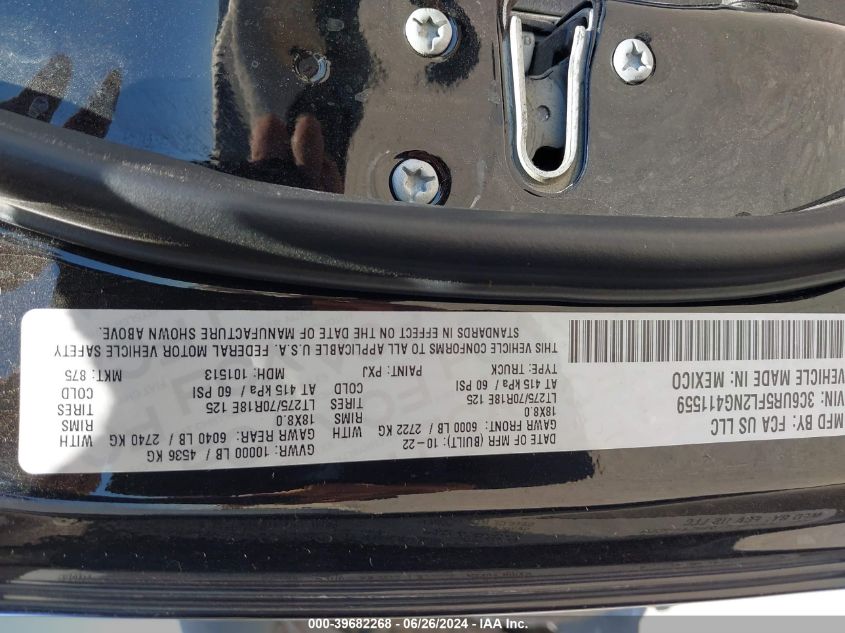 MFD BY: FCA US LLC
VIN: 3C6UR5FL2NG411559
VEHICLE MADE IN: MEXICO
DATE OF MFR (BUILT): 10-22
GVWR: 10000 LB / 4536 KG
GAWR FRONT: 6000 LB / 2722 KG WITH
GAWR REAR: 6040 LB / 2740 KG WITH
18X8.0 RIMS
18X8.0 RIMS
LT275/70R18E 125 TIRES
LT275/70R18E 125 TIRES
AT 415 kPa / 60 PSI COLD
AT 415 kPa / 60 PSI COLD
TYPE: TRUCK PAINT: PXJ MDH: 101513 MKT: 875
THIS VEHICLE CONFORMS TO ALL APPLICABLE U.S.A. FEDERAL MOTOR VEHICLE SAFETY
STANDARDS IN EFFECT ON THE DATE OF MANUFACTURE SHOWN ABOVE.
000-39682268 - 06/26/2024 - IAA Inc.